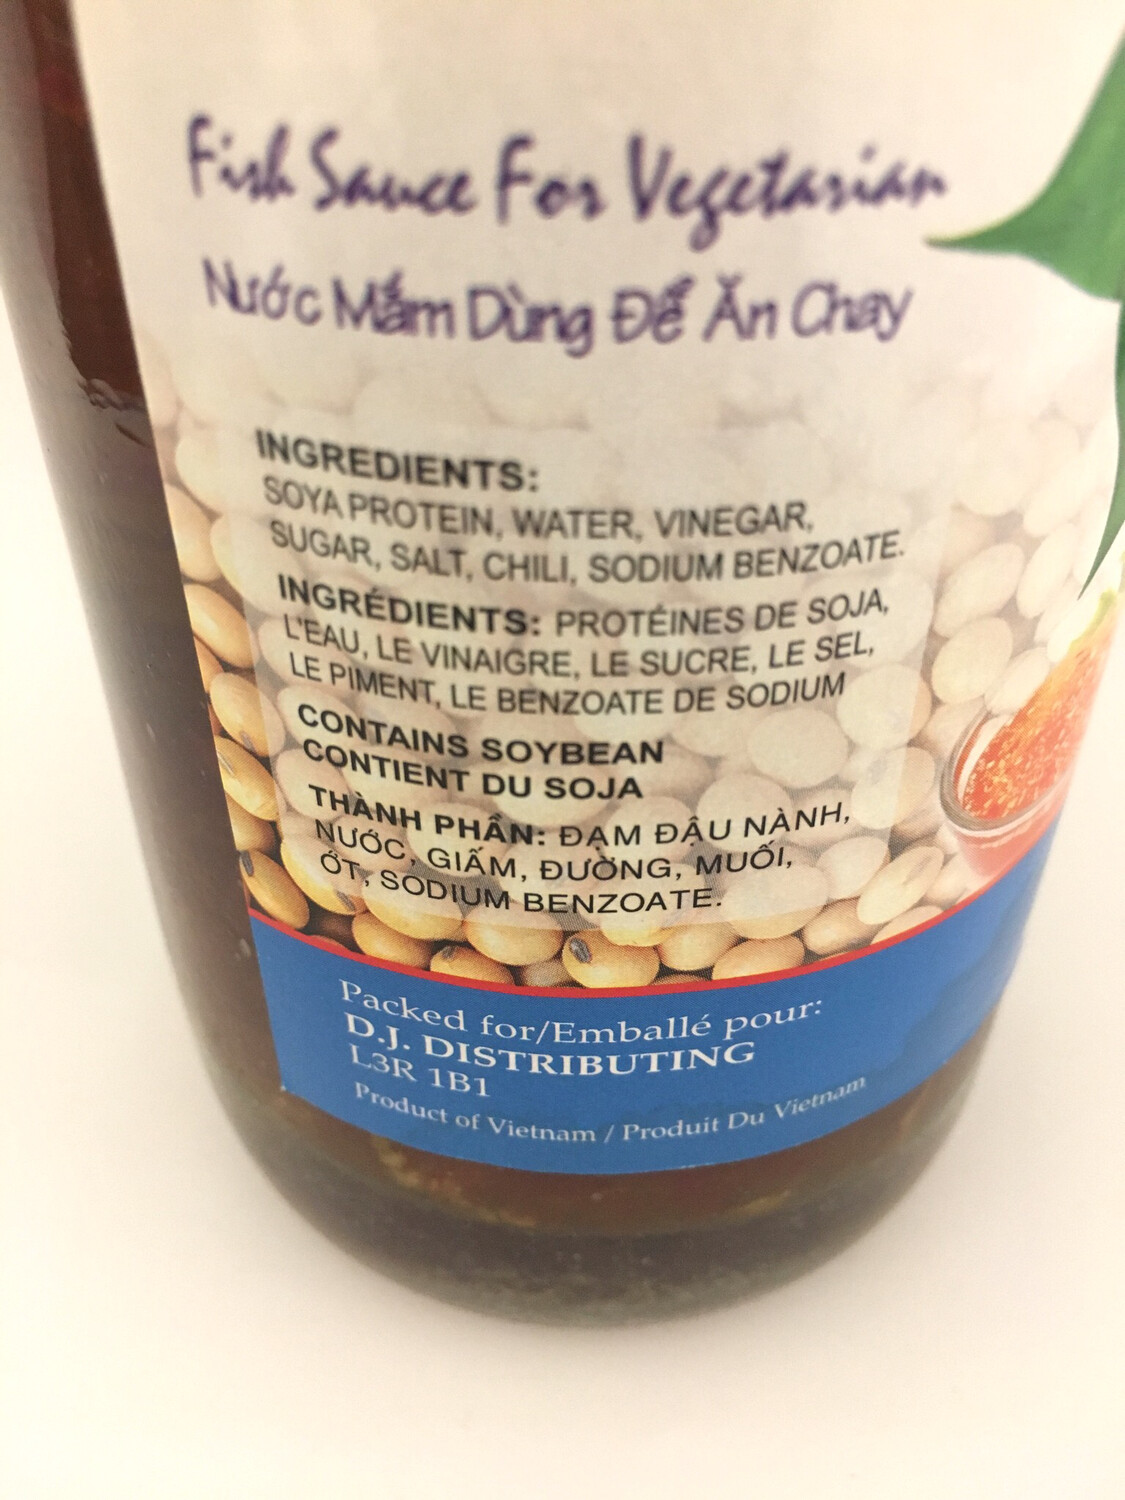 Fish Sauce For Vegetarian
Nước Mắm Dùng Để Ăn Chay
INGREDIENTS:
SOYA PROTEIN, WATER, VINEGAR,
SUGAR, SALT, CHILI, SODIUM BENZOATE.
INGRÉDIENTS: PROTÉINES DE SOJA,
L'EAU, LE VINAIGRE, LE SUCRE, LE SEL,
LE PIMENT, LE BENZOATE DE SODIUM
CONTAINS SOYBEAN
CONTIENT DU SOJA
THÀNH PHẦN: ĐẠM ĐẬU NÀNH,
NƯỚC, GIẤM, ĐƯỜNG, MUỐI,
ỚT, SODIUM BENZOATE.
Packed for/Emballé pour:
D.J. DISTRIBUTING
L3R 1B1
Product of Vietnam / Produit Du Vietnam